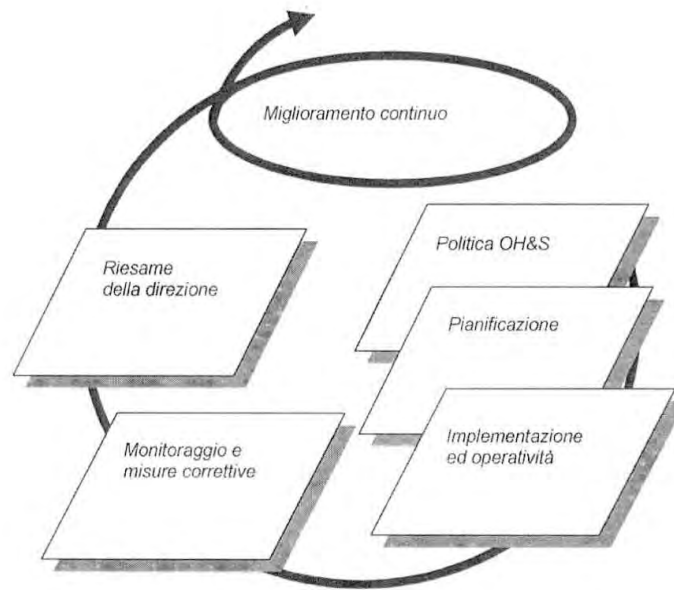 Miglioramento continuo
Politica OH&S
Pianificazione
Implementazione
ed operatività
Monitoraggio e
misure correttive
Riesame
della direzione